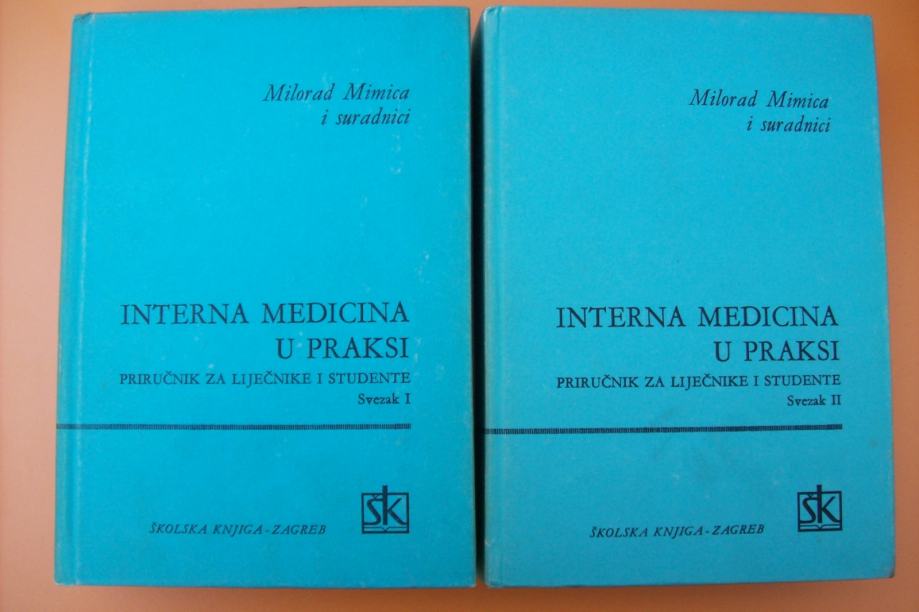 Milorad Mimica
i suradnici
INTERNA MEDICINA
U PRAKSI
PRIRUČNIK ZA LIJEČNIKE I STUDENTE
Svezak I
ŠKOLSKA KNJIGA - ZAGREB
ŠK
Milorad Mimica
i suradnici
INTERNA MEDICINA
U PRAKSI
PRIRUČNIK ZA LIJEČNIKE I STUDENTE
Svezak II
ŠKOLSKA KNJIGA - ZAGREB
ŠK